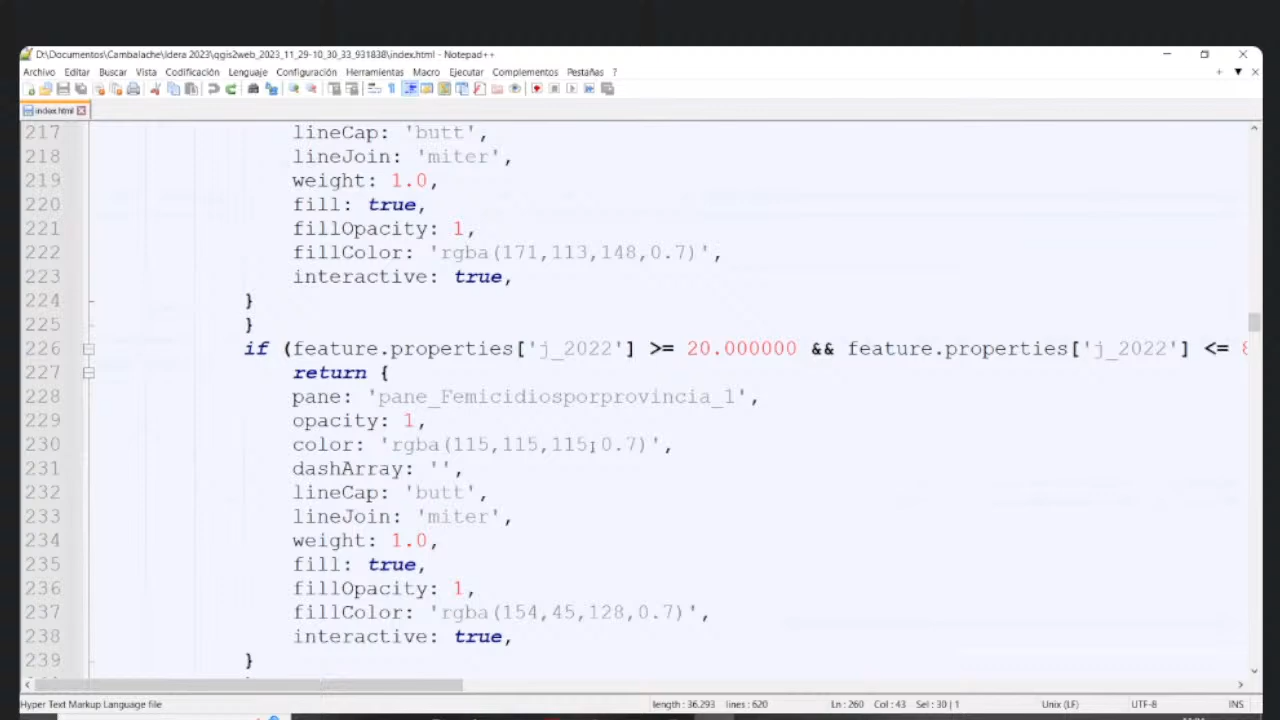 D:\Documentos\Cambalache\Idera 2023\qgis2web_2023_11_29-10_30_33_931838\index.html - Notepad++
Archivo Editar Buscar Vista Codificación Lenguaje Configuración Herramientas Macro Ejecutar Complementos Pestañas ?
index.html
217 lineCap: 'butt',
218 lineJoin: 'miter',
219 weight: 1.0,
220 fill: true,
221 fillOpacity: 1,
222 fillColor: 'rgba(171,113,148,0.7)',
223 interactive: true,
224 }
225 }
226 if (feature.properties['j_2022'] >= 20.000000 && feature.properties['j_2022'] <= 8
227 return {
228 pane: 'pane_Femicidiosporprovincia_1',
229 opacity: 1,
230 color: 'rgba(115,115,115,0.7)',
231 dashArray: '',
232 lineCap: 'butt',
233 lineJoin: 'miter',
234 weight: 1.0,
235 fill: true,
236 fillOpacity: 1,
237 fillColor: 'rgba(154,45,128,0.7)',
238 interactive: true,
239 }
Hyper Text Markup Language file length : 36.293 lines : 620 Ln : 260 Col : 43 Sel : 30 | 1 Unix (LF) UTF-8 INS